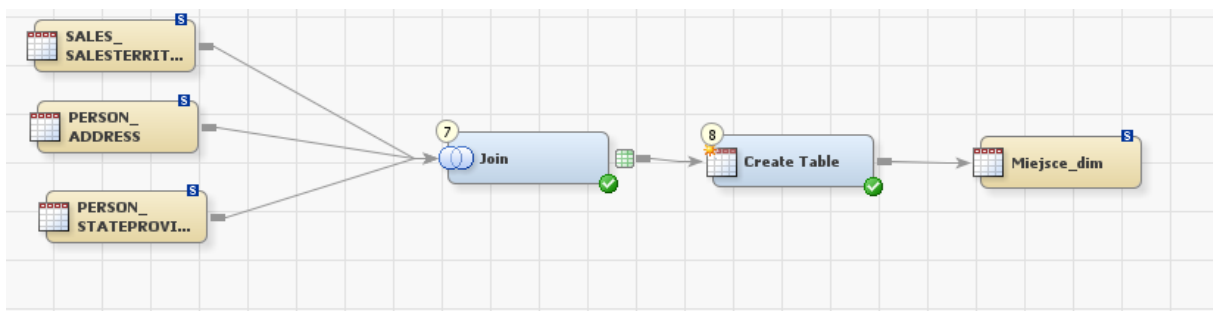 SALES_
SALESTERRIT...
S
PERSON_
ADDRESS
S
PERSON_
STATEPROVI...
S
7
Join
8
Create Table
Miejsce_dim
S